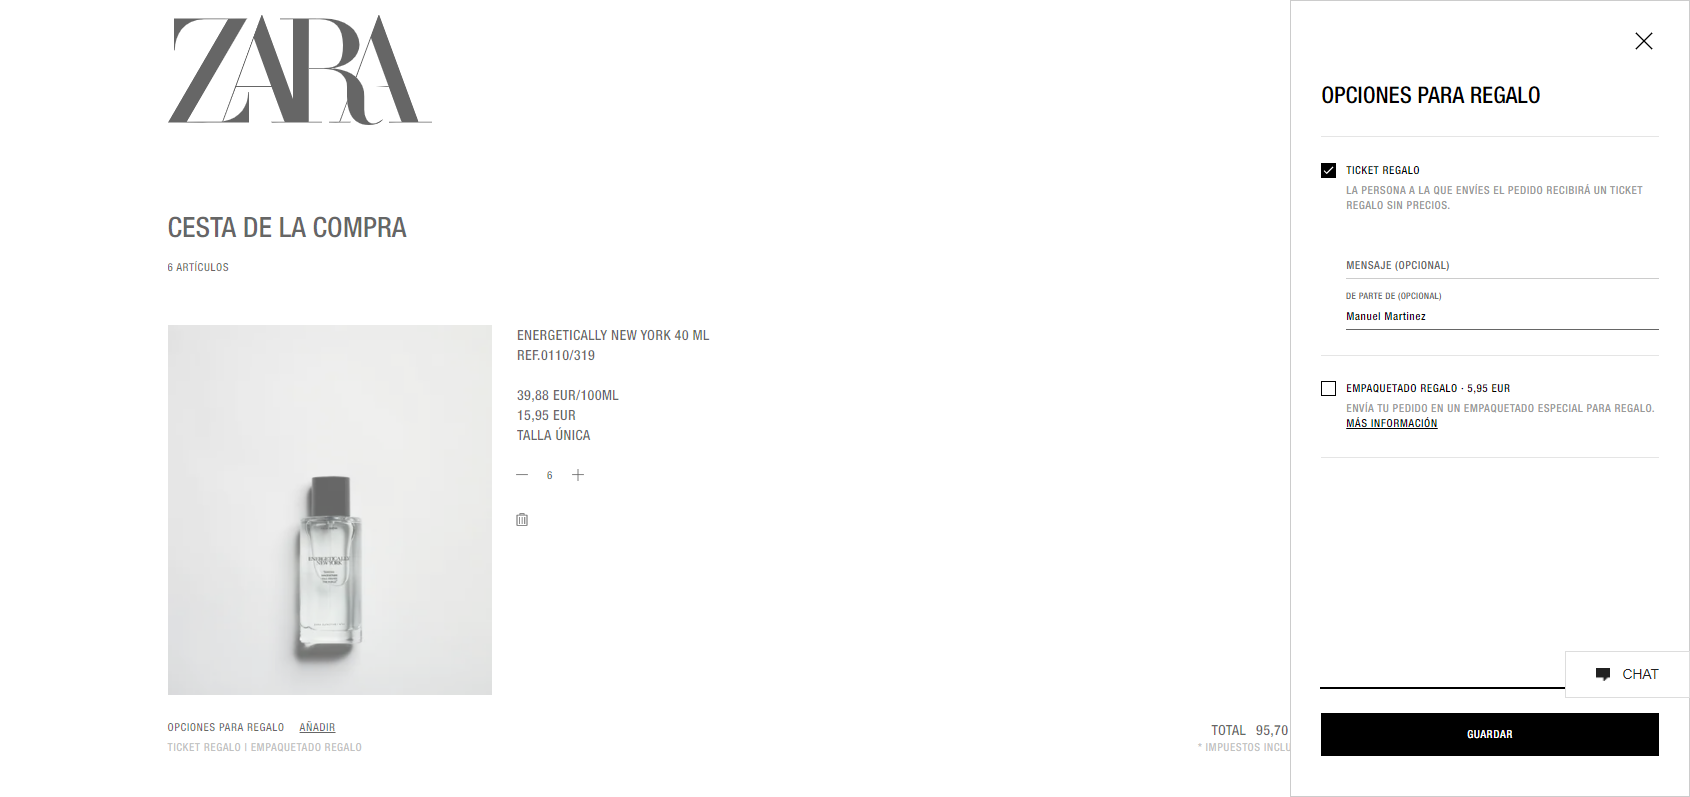 ZARA
CESTA DE LA COMPRA
6 ARTÍCULOS
ENERGETICALLY NEW YORK 40 ML
REF.0110/319
39,88 EUR/100ML
15,95 EUR
TALLA ÚNICA
6
ENERGETICALLY
NEW YORK
OPCIONES PARA REGALO AÑADIR
TICKET REGALO | EMPAQUETADO REGALO
TOTAL 95,70
* IMPUESTOS INCLU
OPCIONES PARA REGALO
TICKET REGALO
LA PERSONA A LA QUE ENVÍES EL PEDIDO RECIBIRÁ UN TICKET
REGALO SIN PRECIOS.
MENSAJE (OPCIONAL)
DE PARTE DE (OPCIONAL)
Manuel Martinez
EMPAQUETADO REGALO · 5,95 EUR
ENVÍA TU PEDIDO EN UN EMPAQUETADO ESPECIAL PARA REGALO.
MÁS INFORMACIÓN
CHAT
GUARDAR